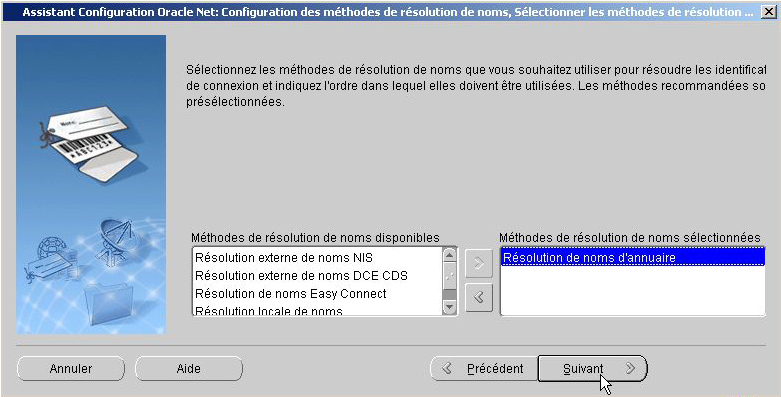 Assistant Configuration Oracle Net: Configuration des méthodes de résolution de noms, Sélectionner les méthodes de résolution ...
Sélectionnez les méthodes de résolution de noms que vous souhaitez utiliser pour résoudre les identificat
de connexion et indiquez l'ordre dans lequel elles doivent être utilisées. Les méthodes recommandées so
présélectionnées.
ABC123
Méthodes de résolution de noms disponibles
Résolution externe de noms NIS
Résolution externe de noms DCE CDS
Résolution de noms Easy Connect
Résolution locale de noms
Méthodes de résolution de noms sélectionnées
Résolution de noms d'annuaire
Annuler
Aide
Précédent
Suivant